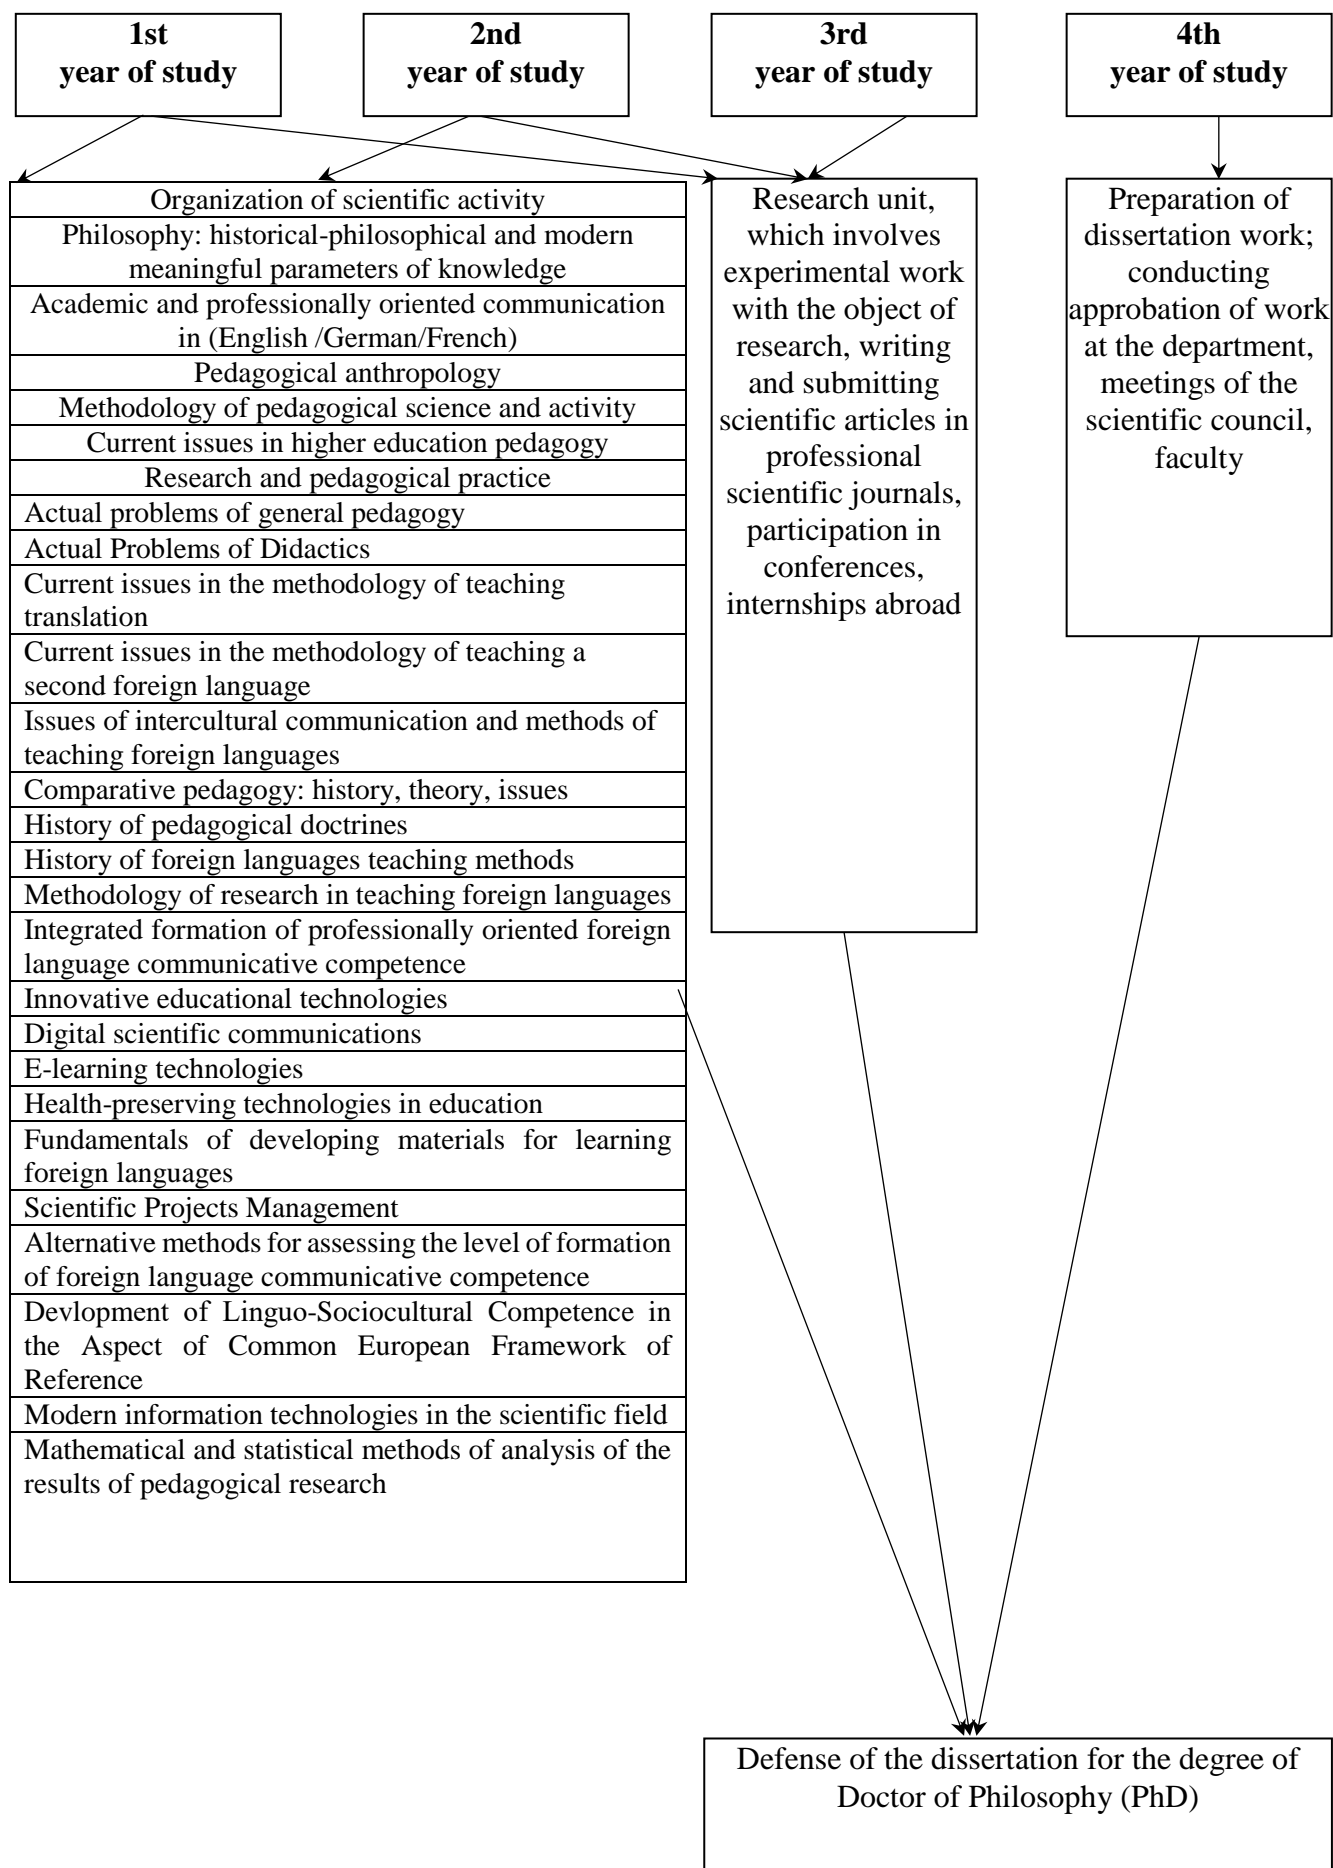 1st
year of study
2nd
year of study
3rd
year of study
4th
year of study
Organization of scientific activity
Philosophy: historical-philosophical and modern
meaningful parameters of knowledge
Academic and professionally oriented communication
in (English /German/French)
Pedagogical anthropology
Methodology of pedagogical science and activity
Current issues in higher education pedagogy
Research and pedagogical practice
Actual problems of general pedagogy
Actual Problems of Didactics
Current issues in the methodology of teaching
translation
Current issues in the methodology of teaching a
second foreign language
Issues of intercultural communication and methods of
teaching foreign languages
Comparative pedagogy: history, theory, issues
History of pedagogical doctrines
History of foreign languages teaching methods
Methodology of research in teaching foreign languages
Integrated formation of professionally oriented foreign
language communicative competence
Innovative educational technologies
Digital scientific communications
E-learning technologies
Health-preserving technologies in education
Fundamentals of developing materials for learning
foreign languages
Scientific Projects Management
Alternative methods for assessing the level of formation
of foreign language communicative competence
Devlopment of Linguo-Sociocultural Competence in
the Aspect of Common European Framework of
Reference
Modern information technologies in the scientific field
Mathematical and statistical methods of analysis of the
results of pedagogical research
Research unit,
which involves
experimental work
with the object of
research, writing
and submitting
scientific articles in
professional
scientific journals,
participation in
conferences,
internships abroad
Preparation of
dissertation work;
conducting
approbation of work
at the department,
meetings of the
scientific council,
faculty
Defense of the dissertation for the degree of
Doctor of Philosophy (PhD)